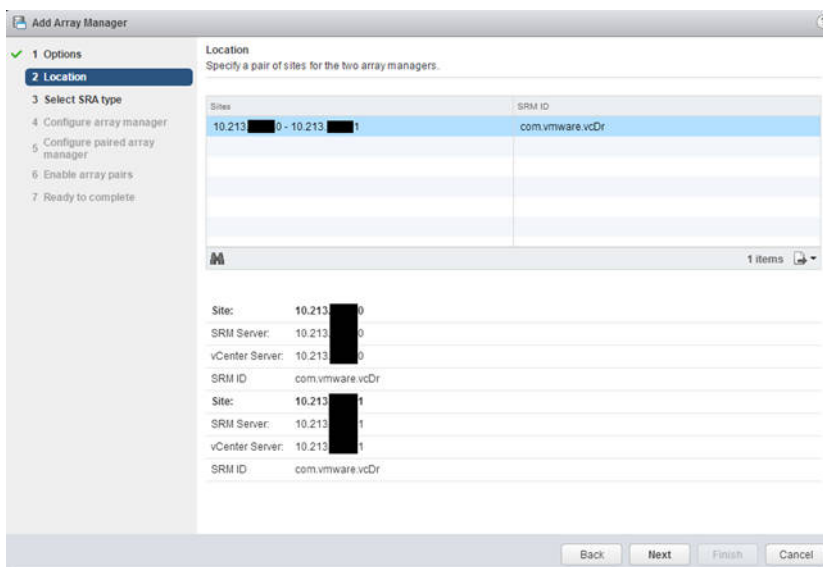 Add Array Manager
1 Options
2 Location
3 Select SRA type
4 Configure array manager
5 Configure paired array
manager
6 Enable array pairs
7 Ready to complete
Location
Specify a pair of sites for the two array managers.
Sites SRM ID
10.213. 0 - 10.213. 1 com.vmware.vcDr
1 items
Site: 10.213. 0
SRM Server: 10.213. 0
vCenter Server: 10.213. 0
SRM ID com.vmware.vcDr
Site: 10.213 1
SRM Server: 10.213 1
vCenter Server: 10.213 1
SRM ID com.vmware.vcDr
Back Next Finish Cancel